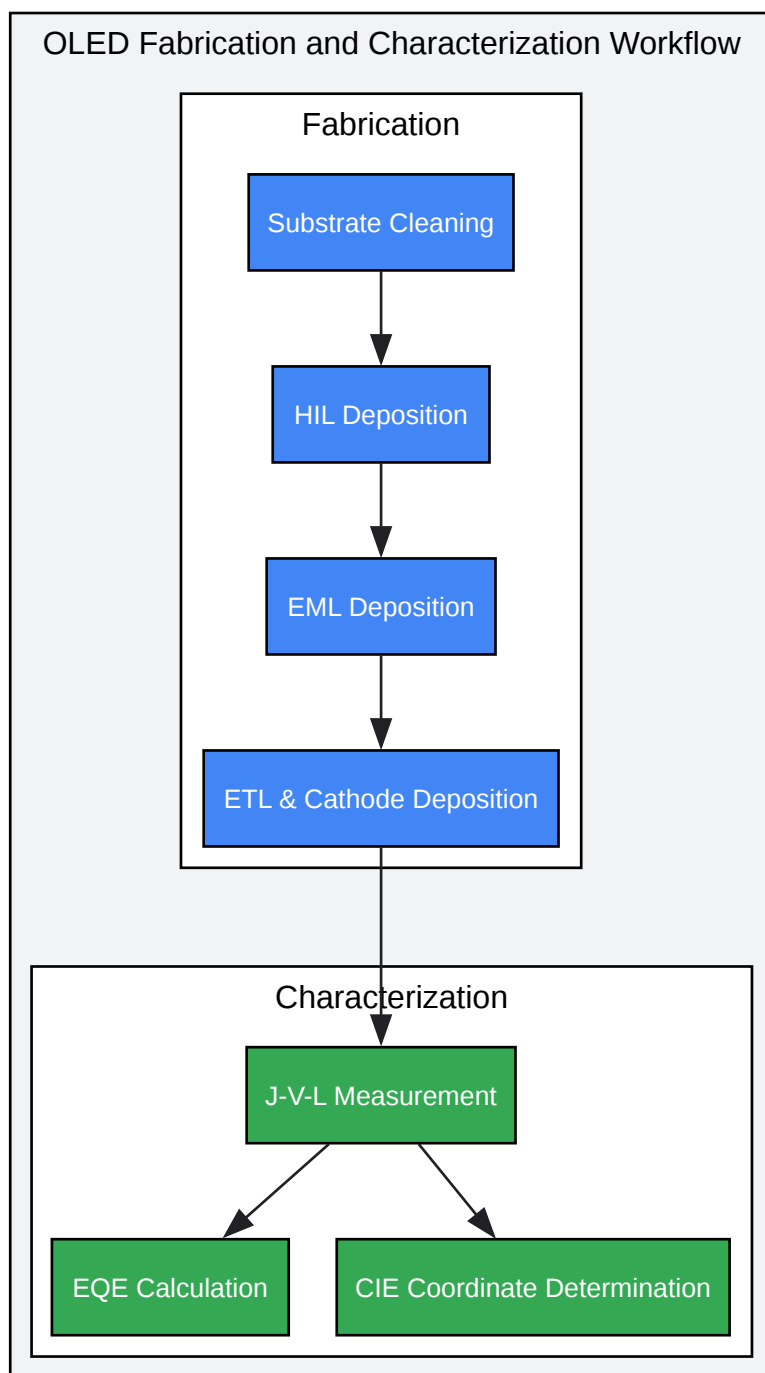 OLED Fabrication and Characterization Workflow
Fabrication
Substrate Cleaning
HIL Deposition
EML Deposition
ETL & Cathode Deposition
Characterization
J-V-L Measurement
EQE Calculation
CIE Coordinate Determination